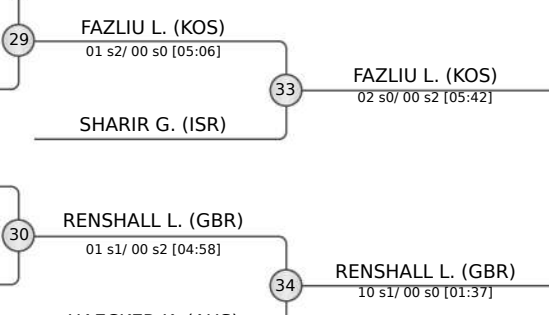 29
FAZLIU L. (KOS)
01 s2/ 00 s0 [05:06]
33
FAZLIU L. (KOS)
02 s0/ 00 s2 [05:42]
SHARIR G. (ISR)
30
RENSHALL L. (GBR)
01 s1/ 00 s2 [04:58]
34
RENSHALL L. (GBR)
10 s1/ 00 s0 [01:37]